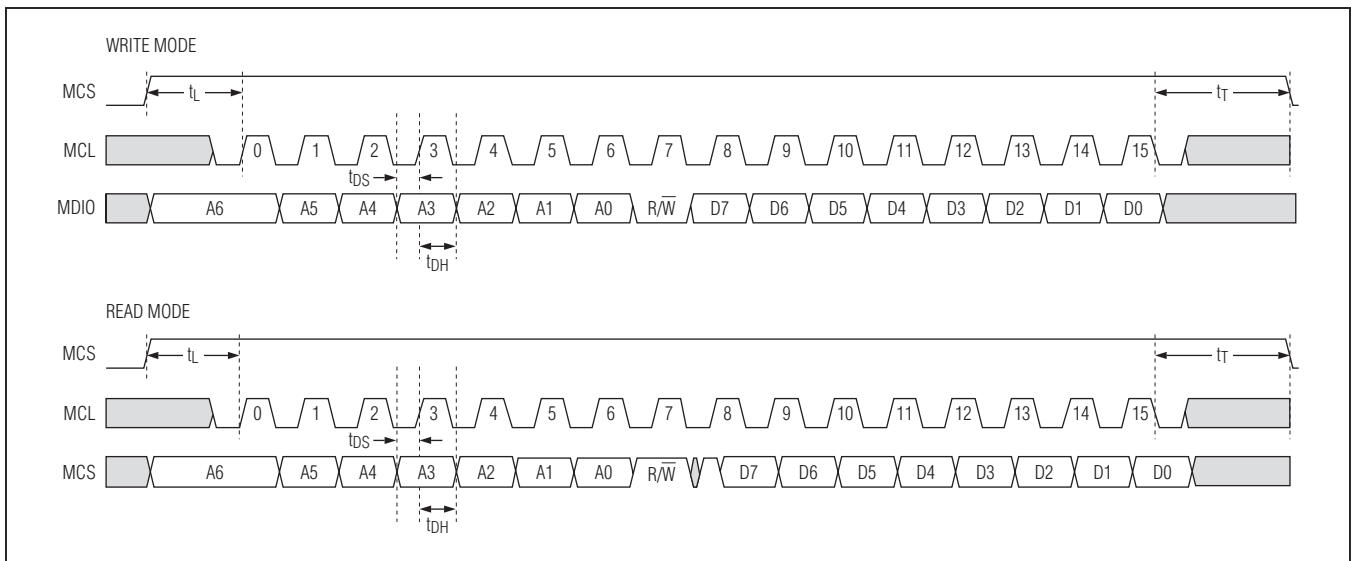 WRITE MODE
MCS tL tT
MCL 0 1 2 3 4 5 6 7 8 9 10 11 12 13 14 15
tDS
MDIO A6 A5 A4 A3 A2 A1 A0 R/W̅ D7 D6 D5 D4 D3 D2 D1 D0
tDH
READ MODE
MCS tL tT
MCL 0 1 2 3 4 5 6 7 8 9 10 11 12 13 14 15
tDS
MCS A6 A5 A4 A3 A2 A1 A0 R/W̅ D7 D6 D5 D4 D3 D2 D1 D0
tDH